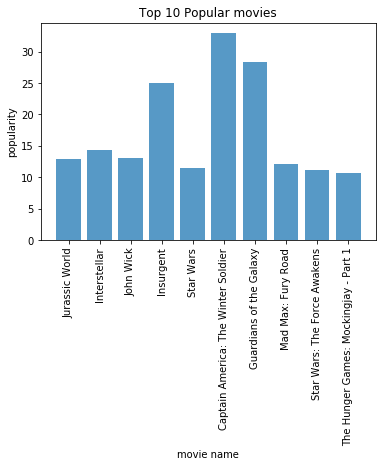 Top 10 Popular movies
popularity
30
25
20
15
10
5
0
Jurassic World
Interstellar
John Wick
Insurgent
Star Wars
Captain America: The Winter Soldier
Guardians of the Galaxy
Mad Max: Fury Road
Star Wars: The Force Awakens
The Hunger Games: Mockingjay - Part 1
movie name